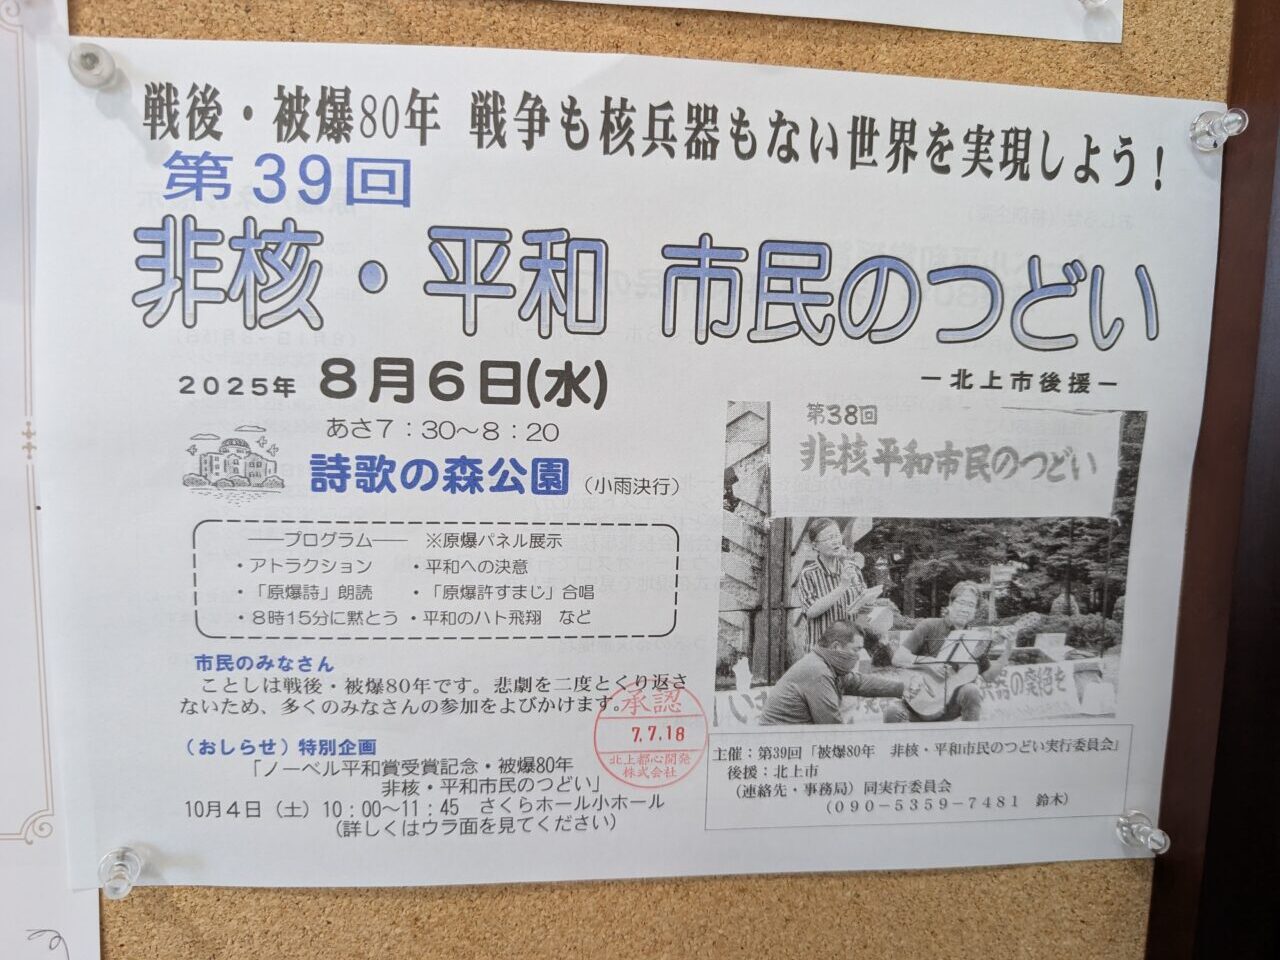 戦後・被爆80年 戦争も核兵器もない世界を実現しよう！
第39回
非核・平和 市民のつどい
2025年 8月6日(水)
－北上市後援－
あさ7：30～8：20
詩歌の森公園（小雨決行）
──プログラム── ※原爆パネル展示
・アトラクション ・平和への決意
・「原爆詩」朗読 ・「原爆許すまじ」合唱
・8時15分に黙とう ・平和のハト飛翔 など
市民のみなさん
ことしは戦後・被爆80年です。悲劇を二度とくり返さ
ないため、多くのみなさんの参加をよびかけます。
（おしらせ）特別企画
「ノーベル平和賞受賞記念・被爆80年
非核・平和市民のつどい」
10月4日（土）10：00～11：45 さくらホール小ホール
（詳しくはウラ面を見てください）
承認
7.7.18
北上都心開発
株式会社
第38回
非核平和市民のつどい
主催：第39回「被爆80年 非核・平和市民のつどい実行委員会」
後援：北上市
（連絡先・事務局）同実行委員会
（090－5359－7481 鈴木）